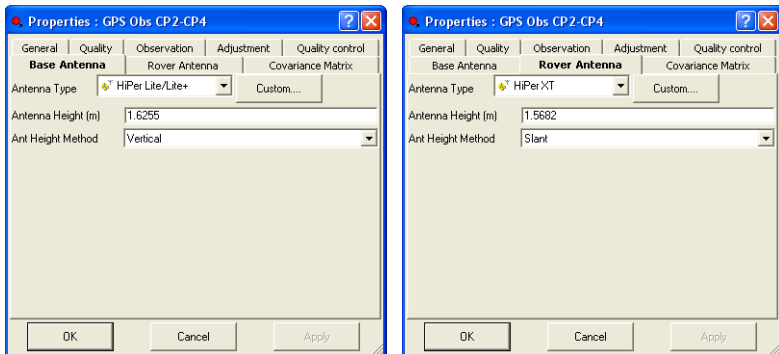 Properties : GPS Obs CP2-CP4
General Quality Observation Adjustment Quality control
Base Antenna Rover Antenna Covariance Matrix
Antenna Type HiPer Lite/Lite+ Custom....
Antenna Height (m) 1.6255
Ant Height Method Vertical
OK Cancel Apply
Properties : GPS Obs CP2-CP4
General Quality Observation Adjustment Quality control
Base Antenna Rover Antenna Covariance Matrix
Antenna Type HiPer XT Custom....
Antenna Height (m) 1.5682
Ant Height Method Slant
OK Cancel Apply